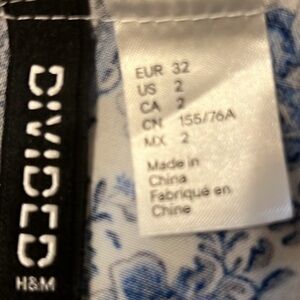 DIVIDED
H&M
EUR 32
US 2
CA 2
CN 155/76A
MX 2
Made in
China
Fabriqué en
Chine